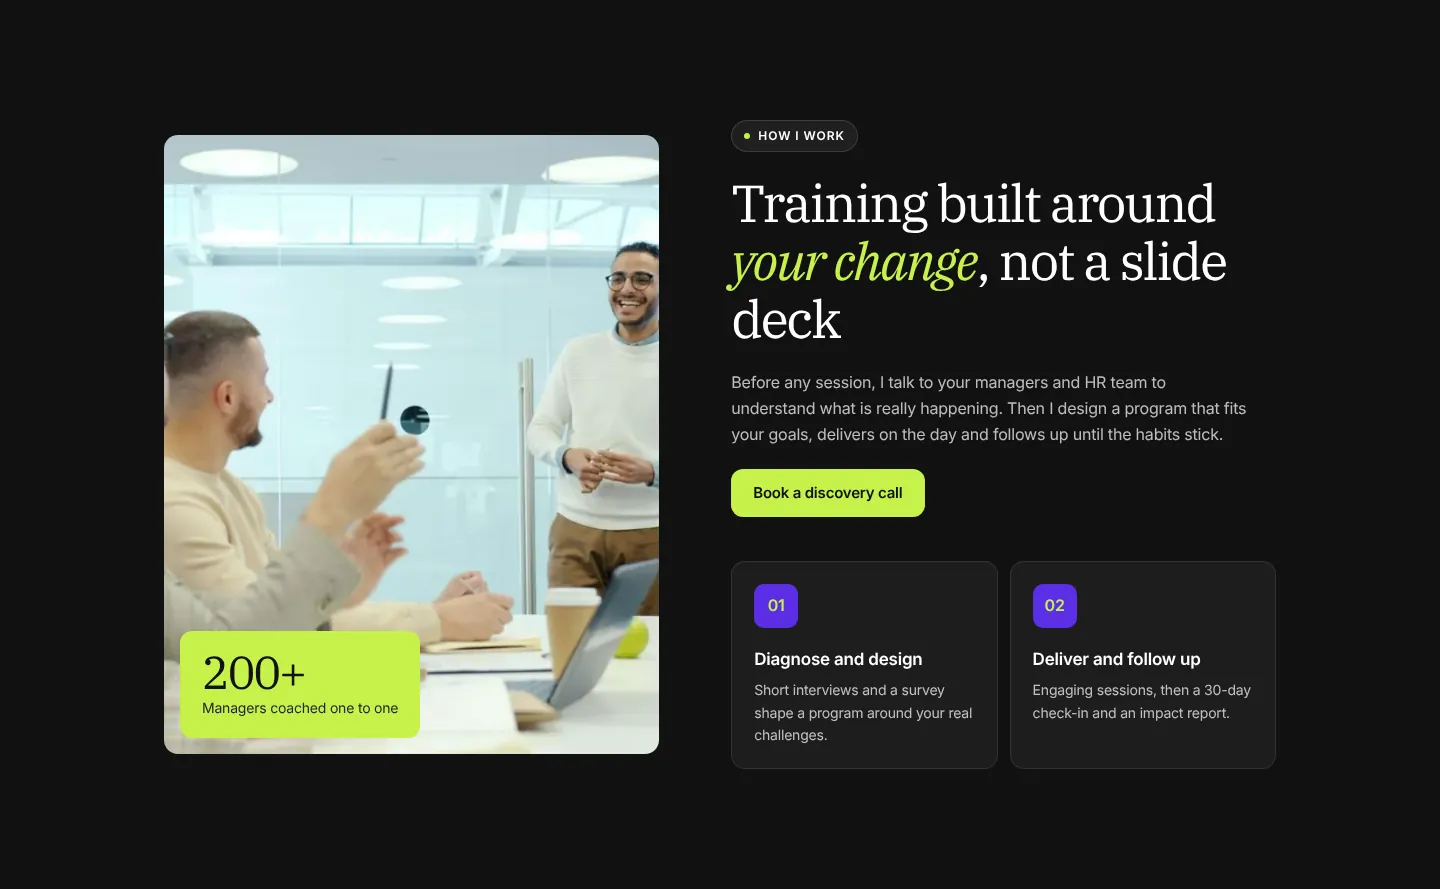 HOW I WORK
Training built around
your change, not a slide
deck
Before any session, I talk to your managers and HR team to
understand what is really happening. Then I design a program that fits
your goals, delivers on the day and follows up until the habits stick.
Book a discovery call
200+
Managers coached one to one
01
Diagnose and design
Short interviews and a survey
shape a program around your real
challenges.
02
Deliver and follow up
Engaging sessions, then a 30-day
check-in and an impact report.